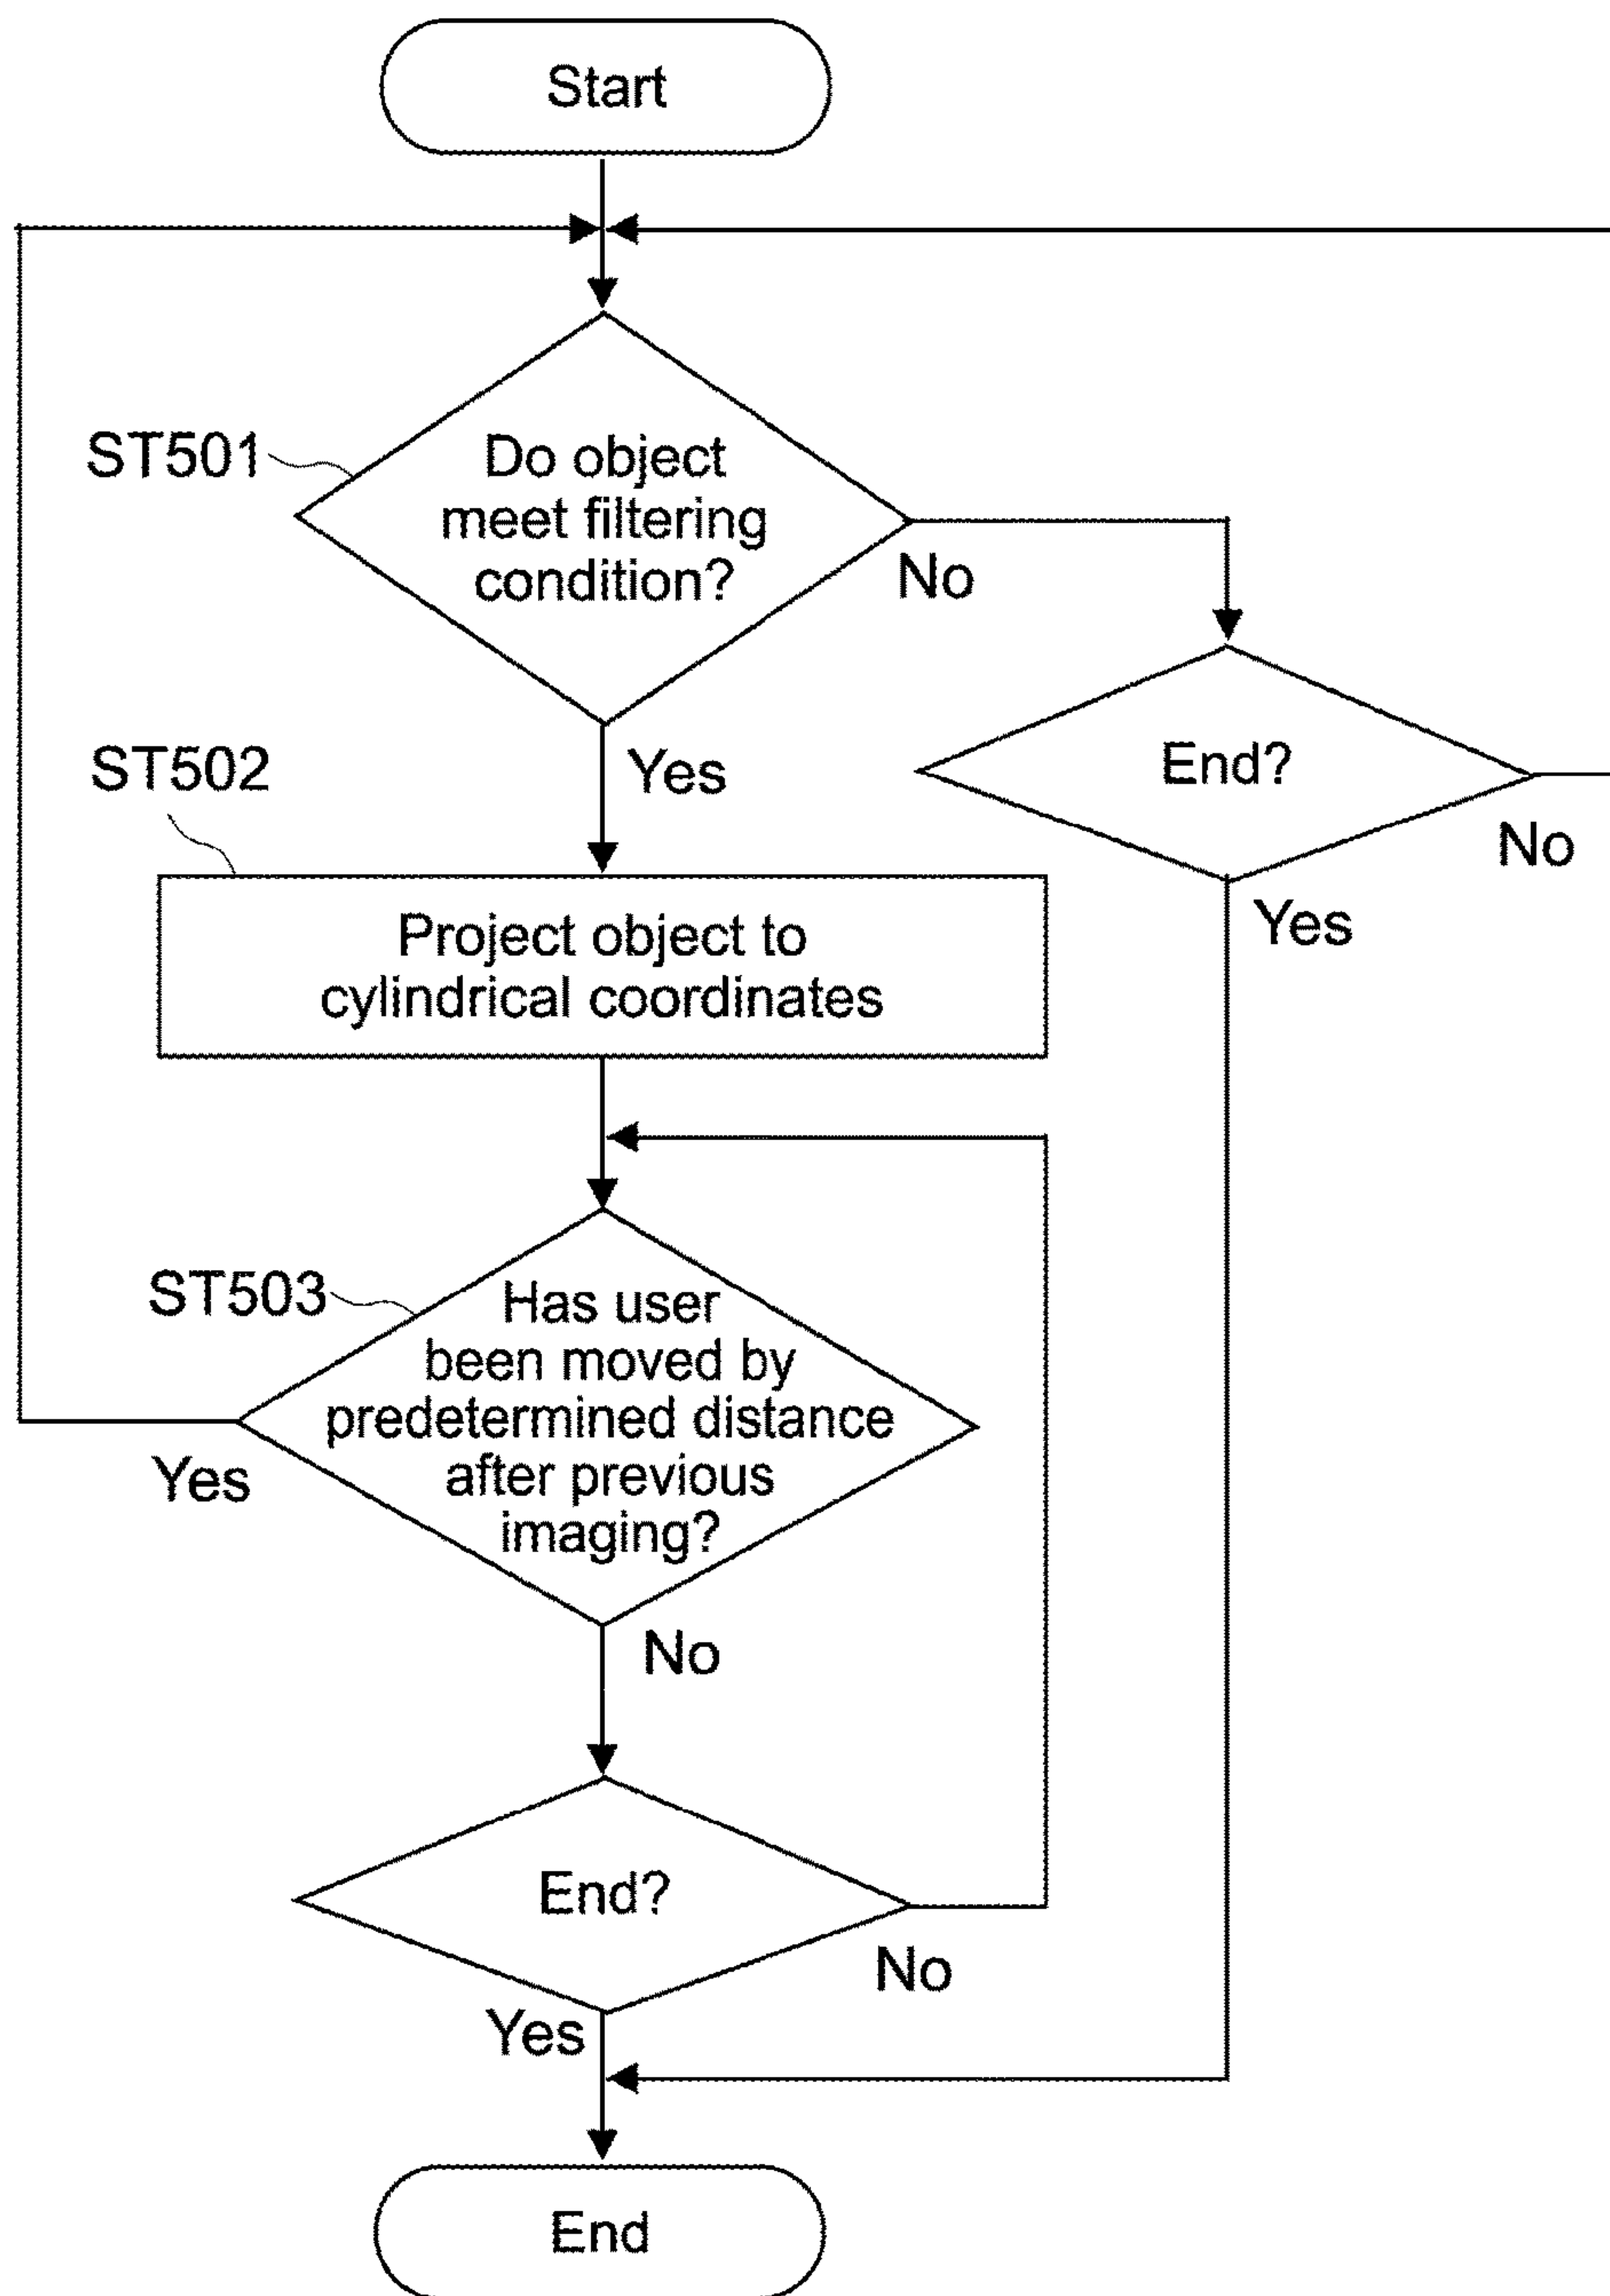 Start
ST501
Do object
meet filtering
condition?
No
Yes
End?
No
Yes
ST502
Project object to
cylindrical coordinates
ST503
Has user
been moved by
predetermined distance
after previous
imaging?
Yes
No
End?
No
Yes
End